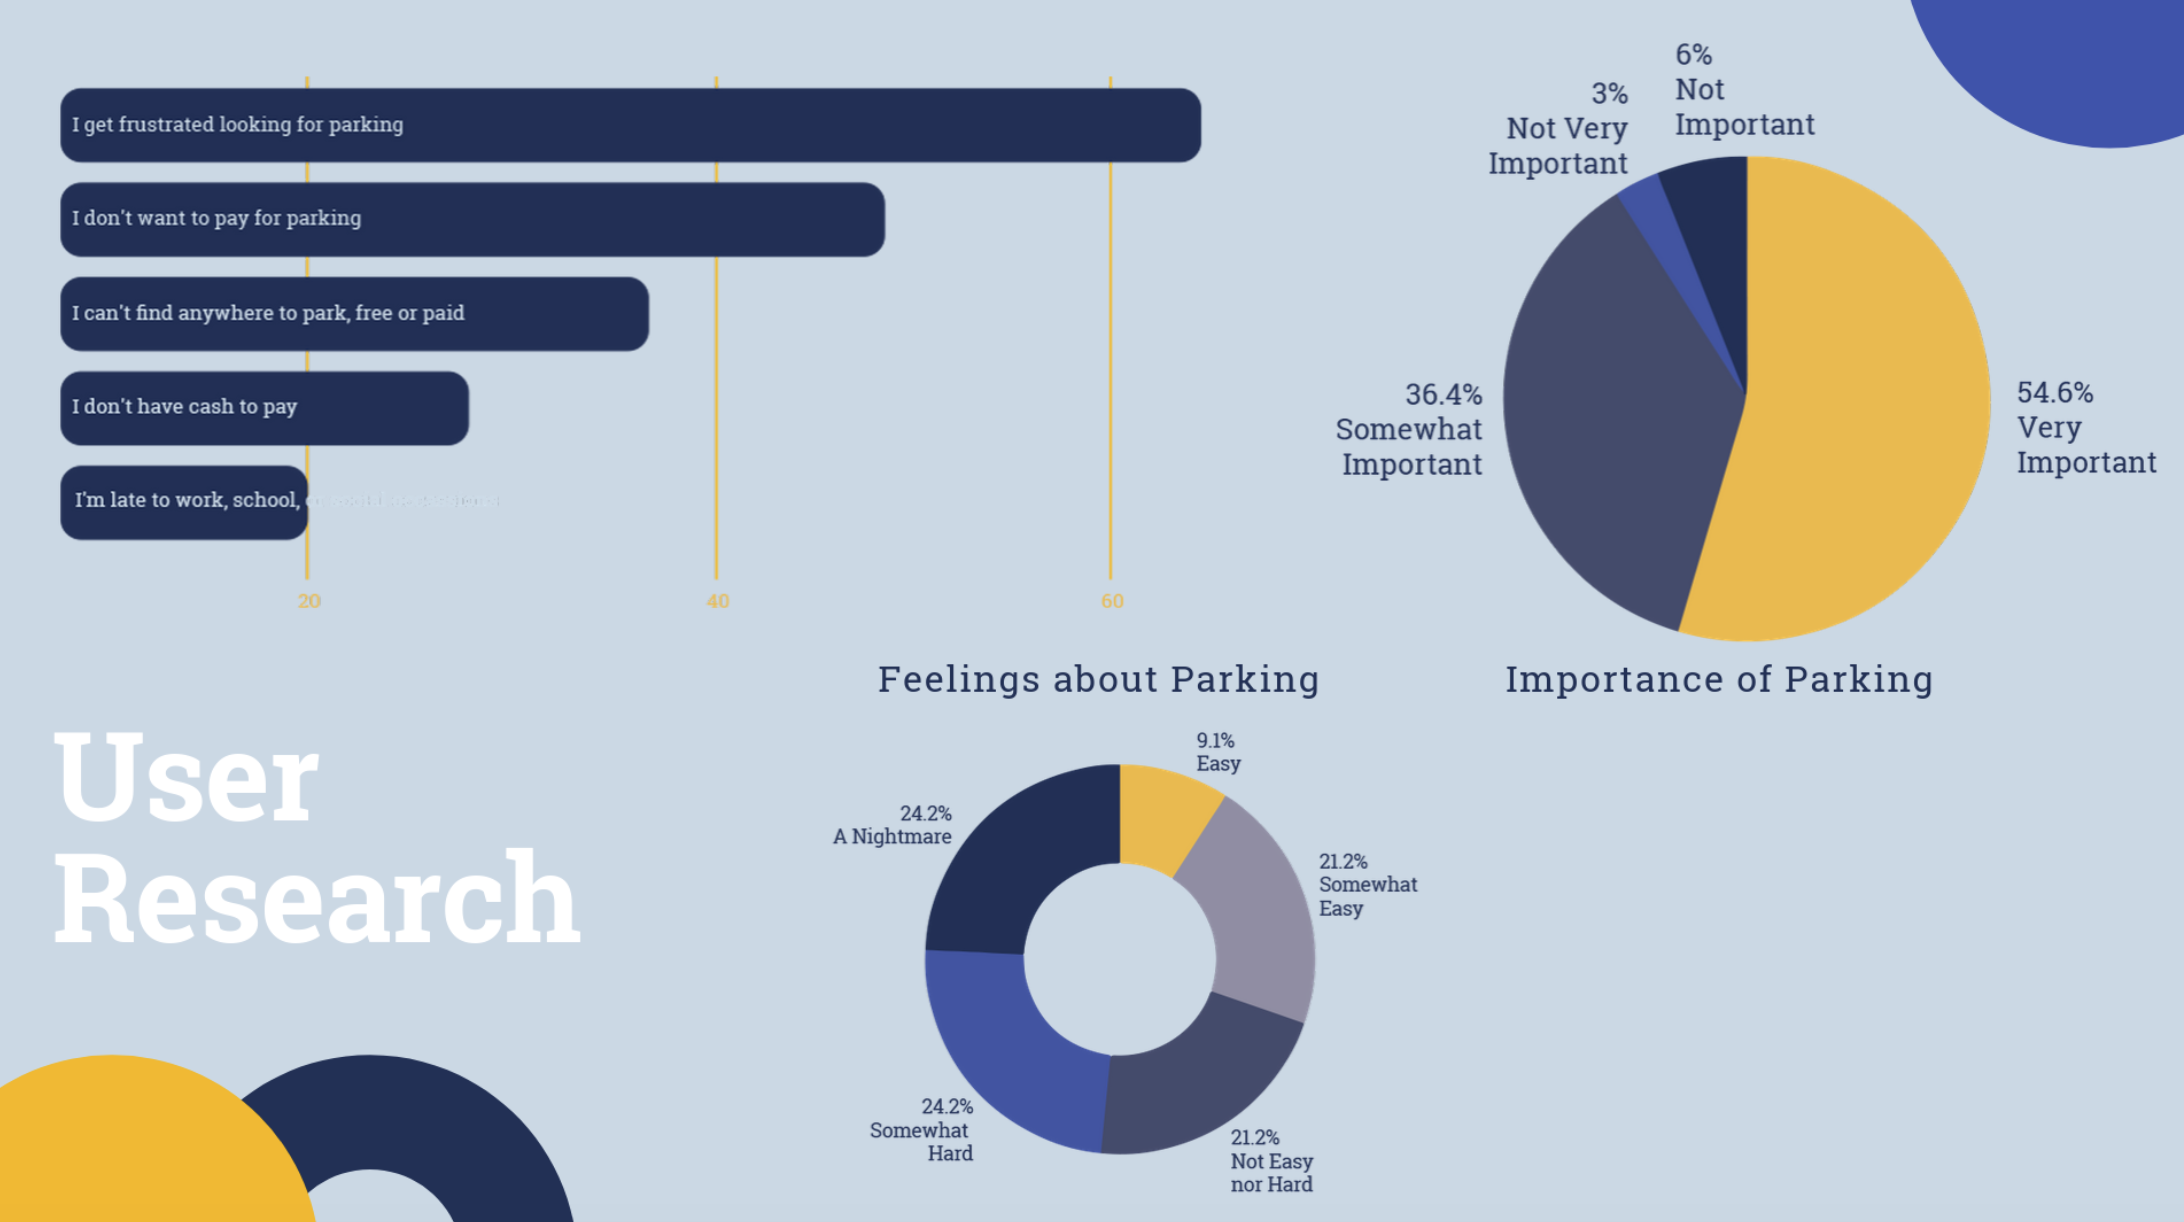 I get frustrated looking for parking
I don't want to pay for parking
I can't find anywhere to park, free or paid
I don't have cash to pay
I'm late to work, school, or social
20
40
60
6%
Not
Important
3%
Not Very
Important
36.4%
Somewhat
Important
54.6%
Very
Important
Importance of Parking
Feelings about Parking
9.1%
Easy
21.2%
Somewhat
Easy
21.2%
Not Easy
nor Hard
24.2%
Somewhat
Hard
24.2%
A Nightmare
User
Research